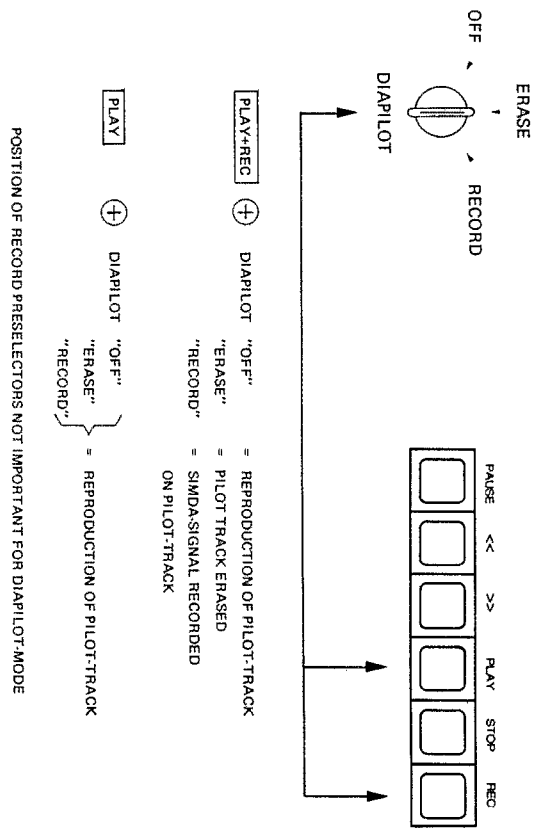 ERASE
OFF
RECORD
DIAPILOT
PAUSE
<<
>>
PLAY
STOP
REC
PLAY+REC + DIAPILOT "OFF" = REPRODUCTION OF PILOT-TRACK
"ERASE" = PILOT TRACK ERASED
"RECORD" = SIMDA-SIGNAL RECORDED
ON PILOT-TRACK
PLAY + DIAPILOT "OFF"
"ERASE" = REPRODUCTION OF PILOT-TRACK
"RECORD"
POSITION OF RECORD PRESELECTORS NOT IMPORTANT FOR DIAPILOT-MODE